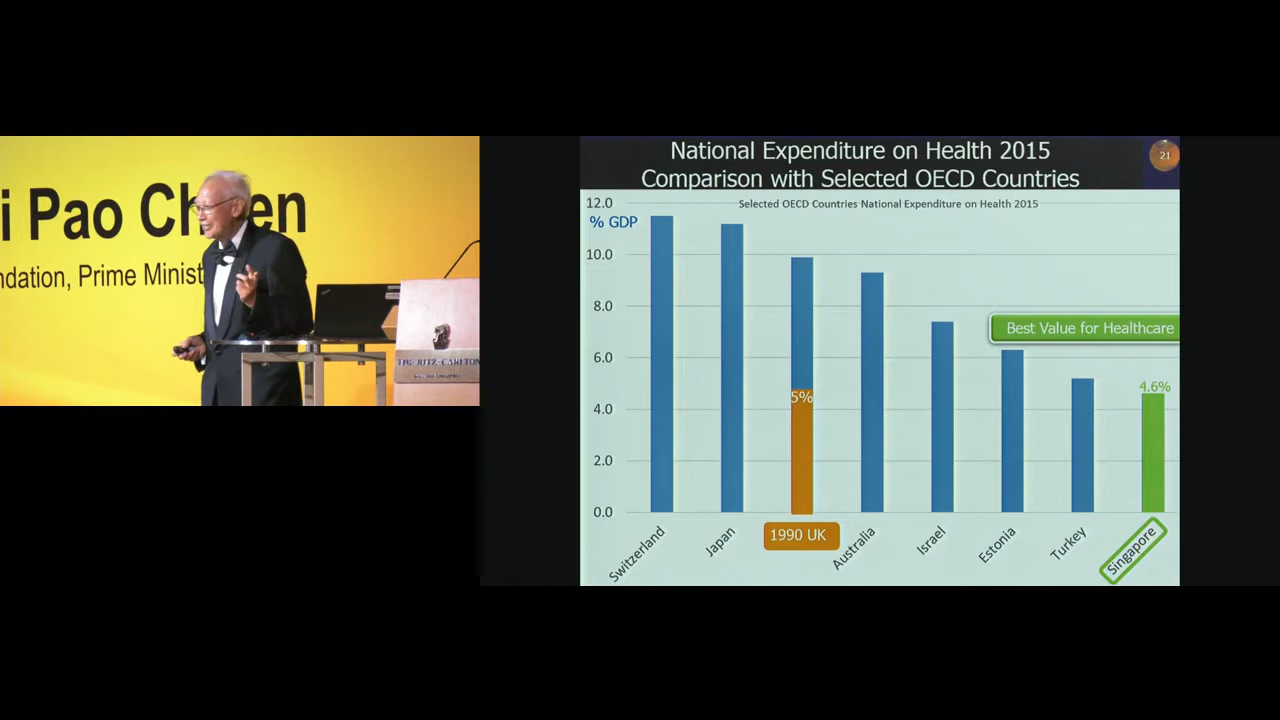 i Pao Ch en
ndation, Prime Minist
THE RITZ-CARLTON
National Expenditure on Health 2015
Comparison with Selected OECD Countries
21
Selected OECD Countries National Expenditure on Health 2015
% GDP
12.0
10.0
8.0
6.0
4.0
2.0
0.0
Best Value for Healthcare
5%
4.6%
Switzerland
Japan
1990 UK
Australia
Israel
Estonia
Turkey
Singapore